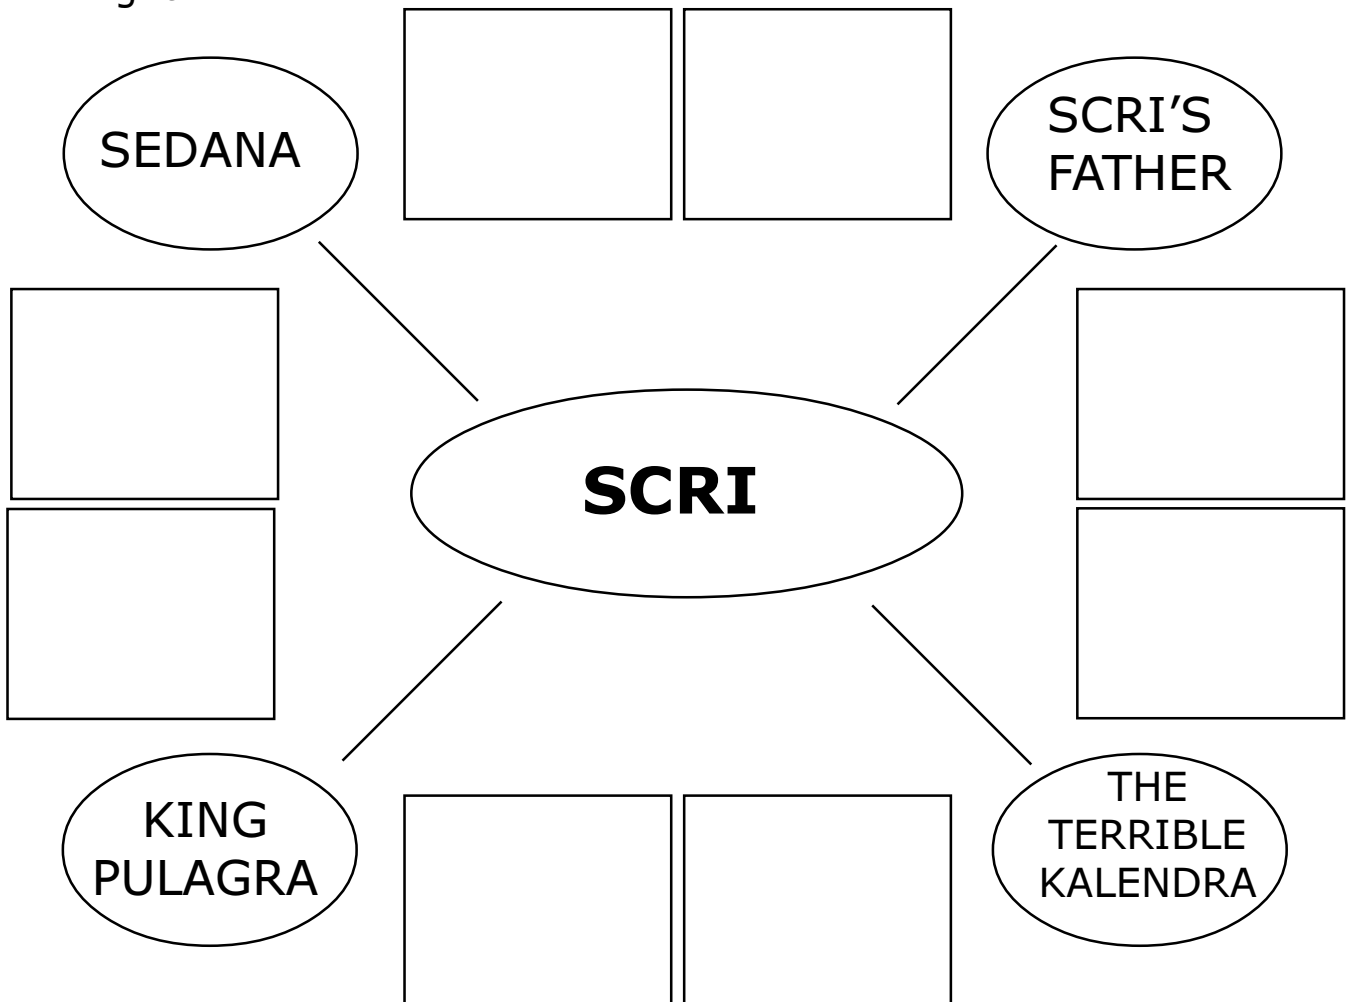 SEDANA
SCRI'S
FATHER
SCRI
KING
PULAGRA
THE
TERRIBLE
KALENDRA